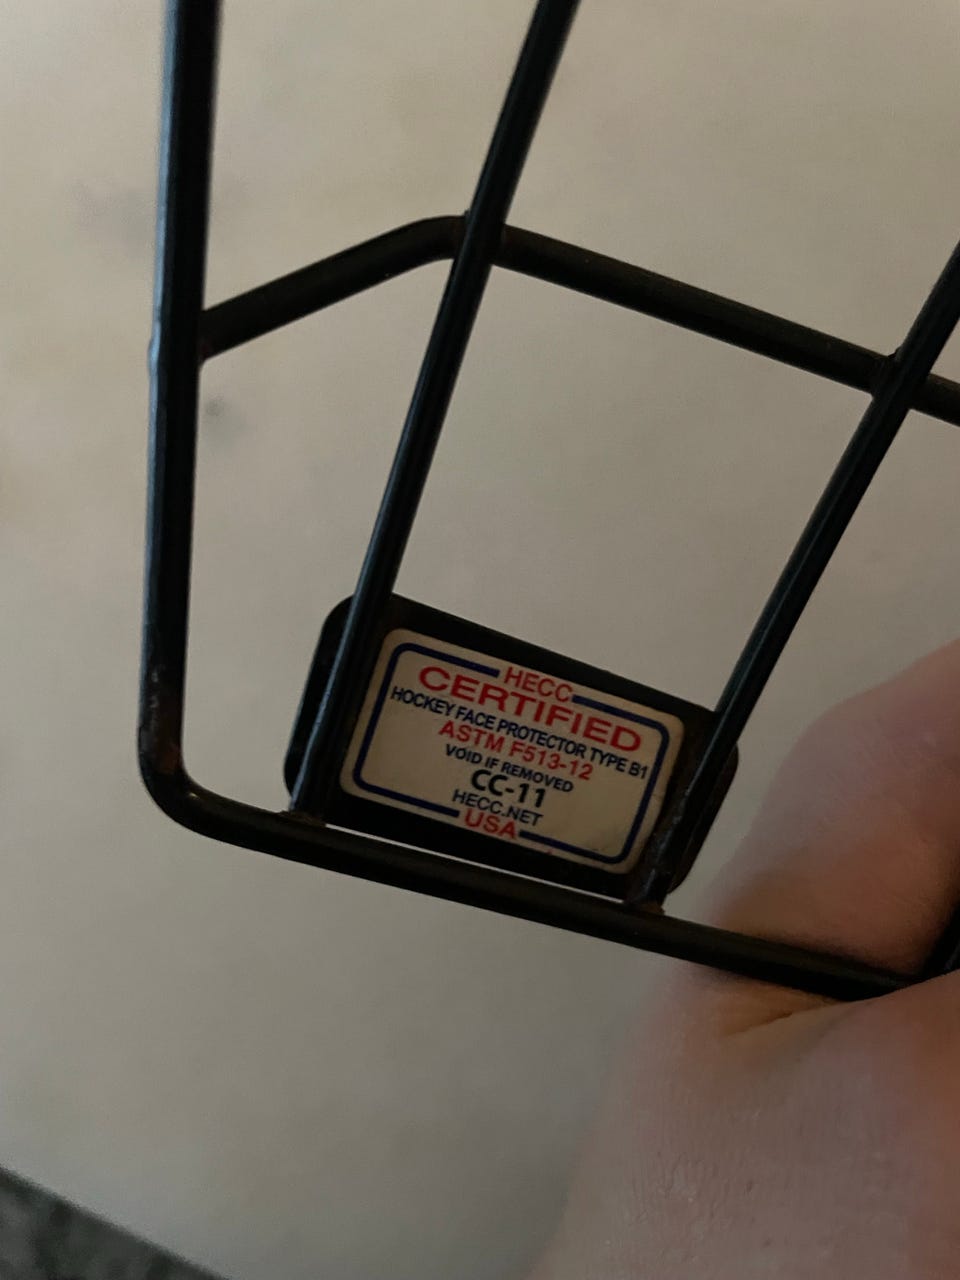 HECC
CERTIFIED
HOCKEY FACE PROTECTOR TYPE B1
ASTM F513-12
VOID IF REMOVED
CC-11
HECC.NET
USA